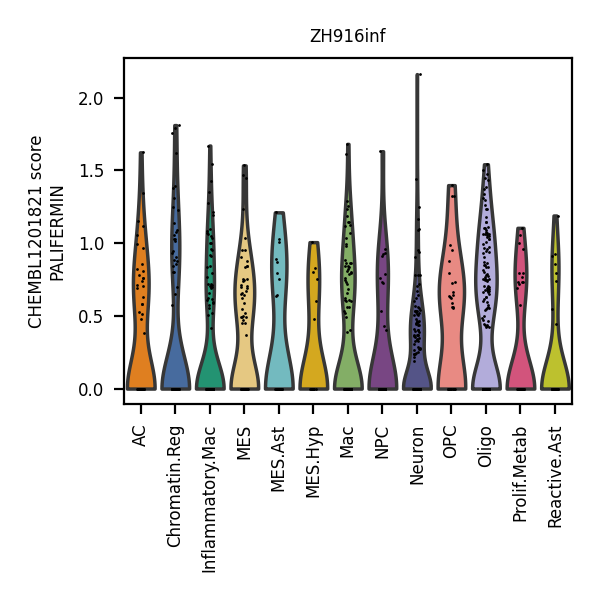 ZH916inf
CHEMBL1201821 score
PALIFERMIN
2.0
1.5
1.0
0.5
0.0
AC
Chromatin.Reg
Inflammatory.Mac
MES
MES.Ast
MES.Hyp
Mac
NPC
Neuron
OPC
Oligo
Prolif.Metab
Reactive.Ast